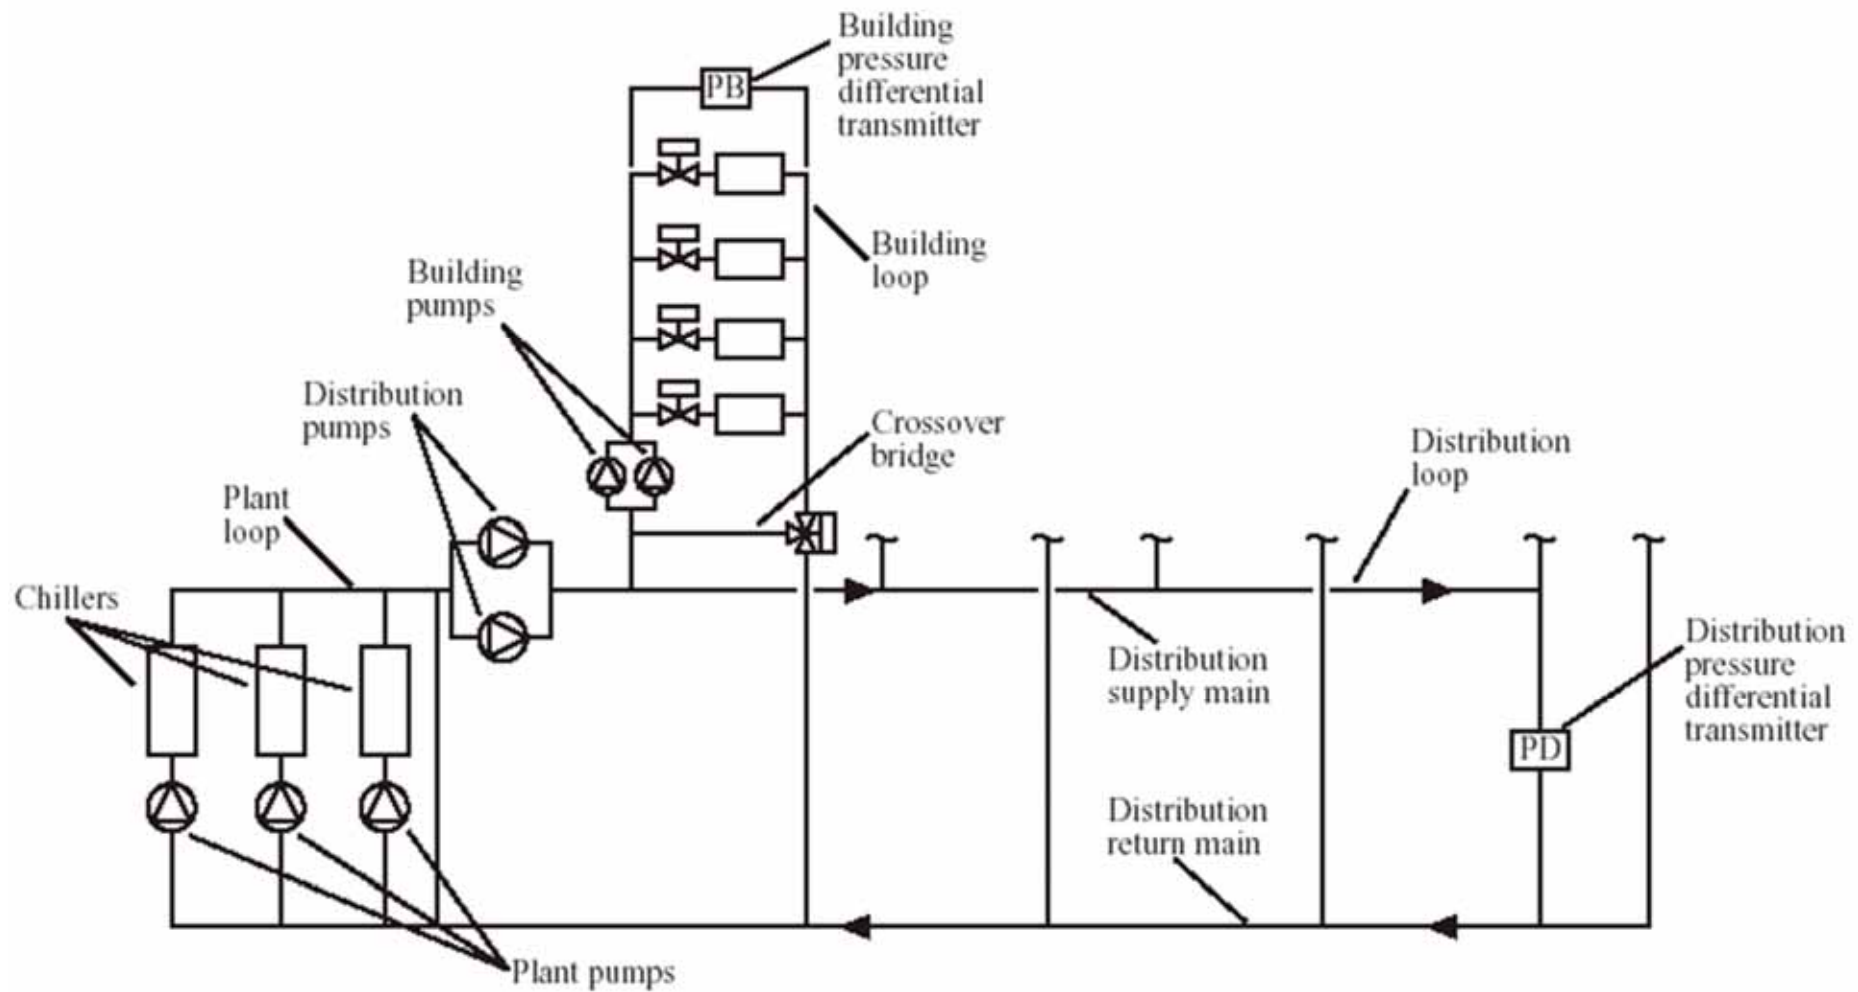 Building
pressure
differential
transmitter
PB
Building
loop
Building
pumps
Distribution
pumps
Crossover
bridge
Distribution
loop
Plant
loop
Chillers
Distribution
supply main
Distribution
pressure
differential
transmitter
PD
Distribution
return main
Plant pumps